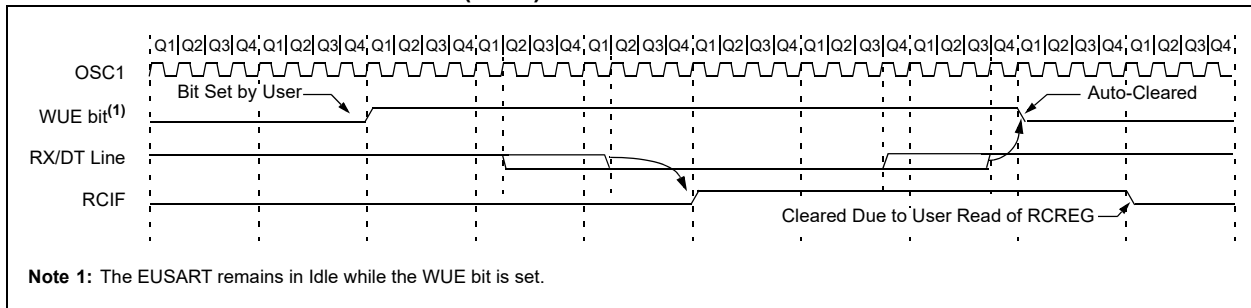 Q1 Q2 Q3 Q4 Q1 Q2 Q3 Q4 Q1 Q2 Q3 Q4 Q1 Q2 Q3 Q4 Q1 Q2 Q3 Q4 Q1 Q2 Q3 Q4 Q1 Q2 Q3 Q4 Q1 Q2 Q3 Q4 Q1 Q2 Q3 Q4 Q1 Q2 Q3 Q4
OSC1
Bit Set by User
Auto-Cleared
WUE bit(1)
RX/DT Line
RCIF
Cleared Due to User Read of RCREG
Note 1: The EUSART remains in Idle while the WUE bit is set.